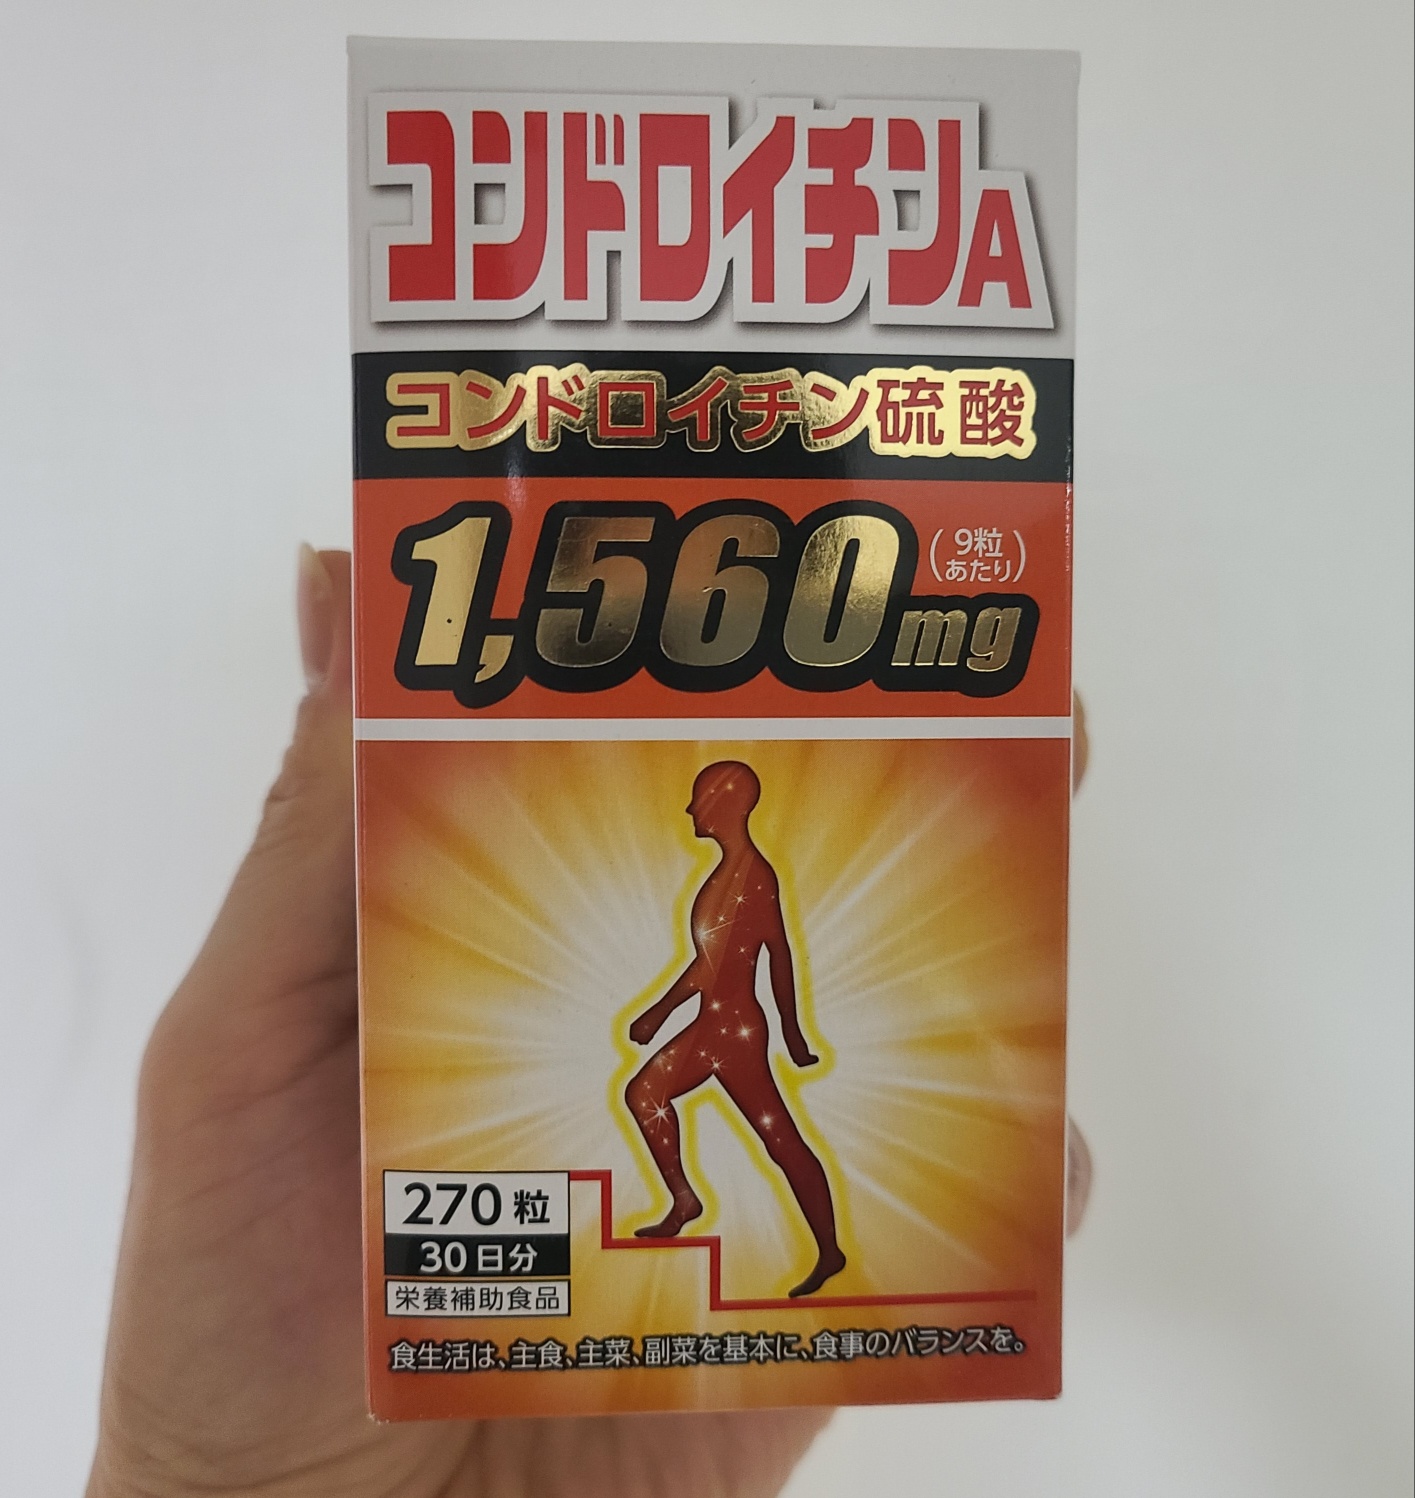 コンドロイチンA
コンドロイチン硫酸
1,560mg
(9粒
あたり)
270粒
30日分
栄養補助食品
食生活は、主食、主菜、副菜を基本に、食事のバランスを。